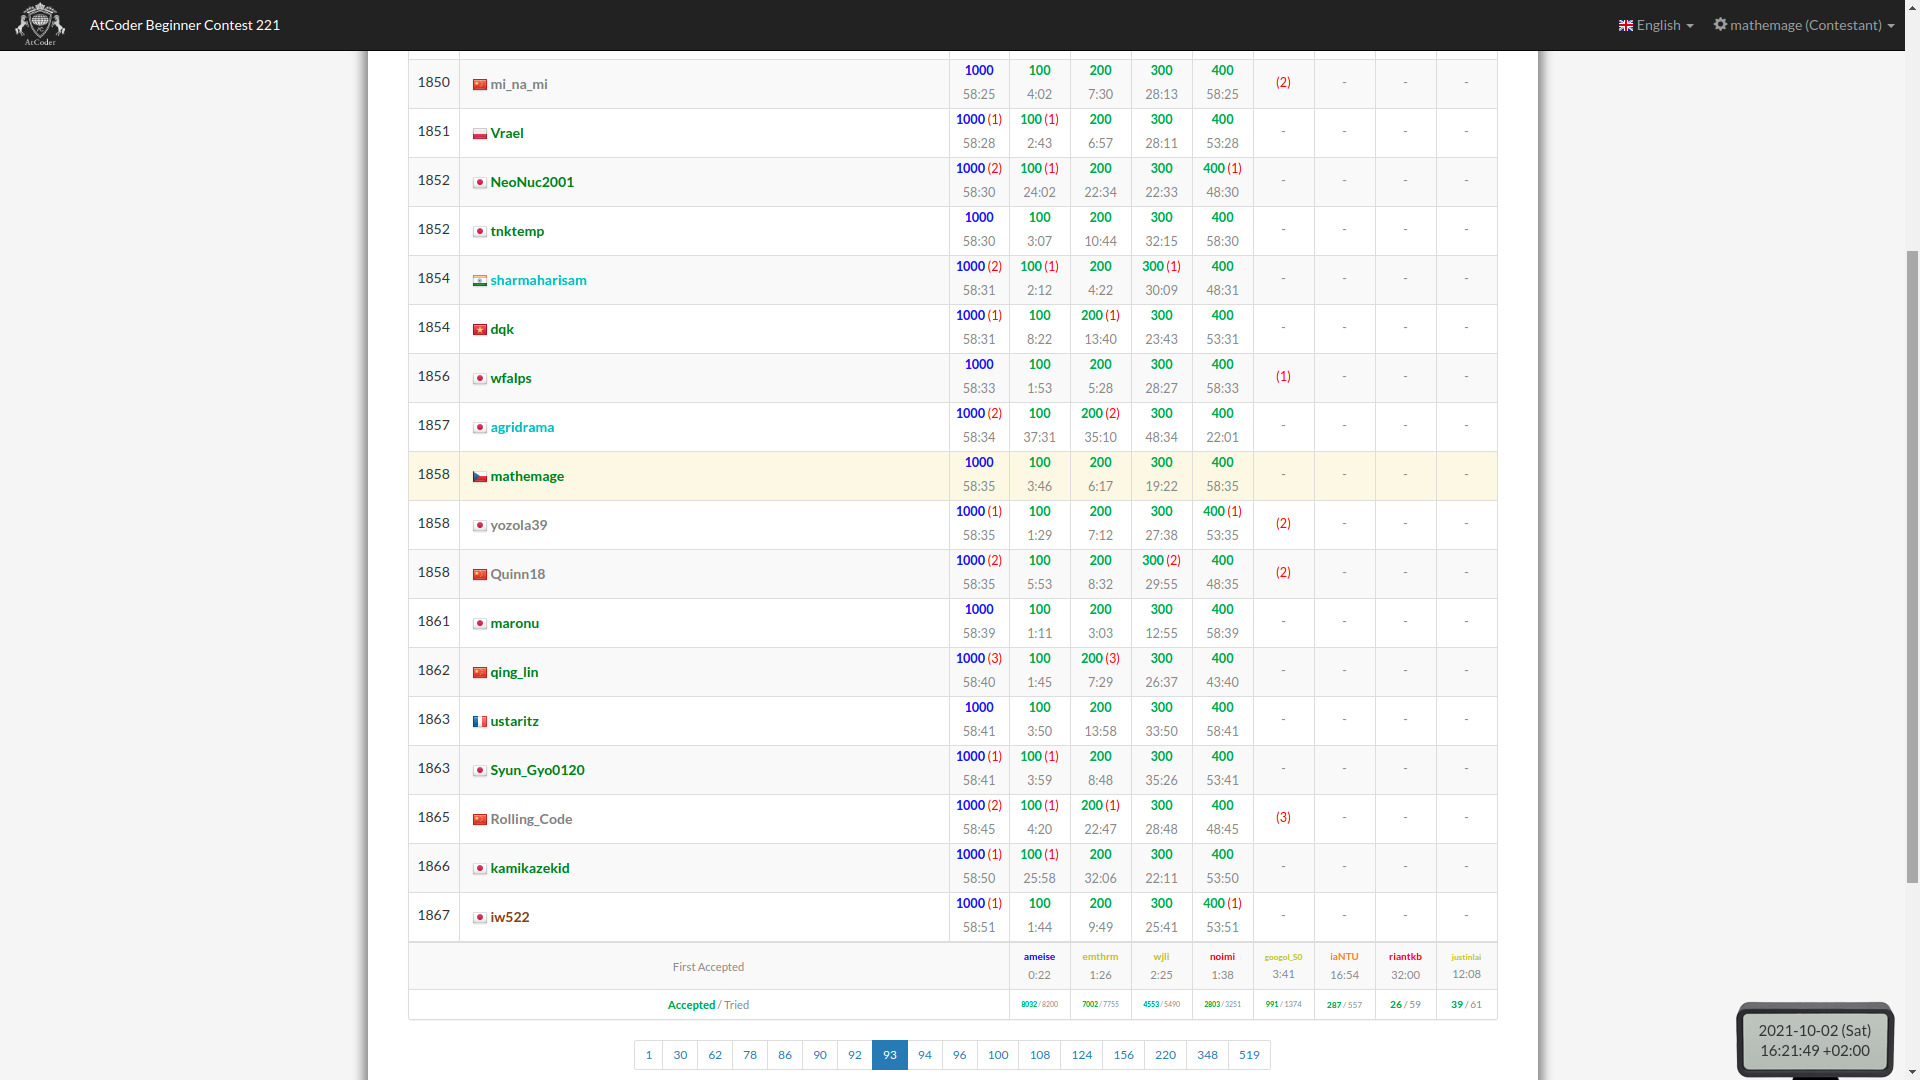 AtCoder
AtCoder Beginner Contest 221
English
mathemage (Contestant)
1850 mi_na_mi 1000 100 200 300 400 (2) - - -
58:25 4:02 7:30 28:13 58:25
1851 Vrael 1000 (1) 100 (1) 200 300 400 - - - -
58:28 2:43 6:57 28:11 53:28
1852 NeoNuc2001 1000 (2) 100 (1) 200 300 400 (1) - - - -
58:30 24:02 22:34 22:33 48:30
1852 tnktemp 1000 100 200 300 400 - - - -
58:30 3:07 10:44 32:15 58:30
1854 sharmaharisam 1000 (2) 100 (1) 200 300 (1) 400 - - - -
58:31 2:12 4:22 30:09 48:31
1854 dqk 1000 (1) 100 200 (1) 300 400 - - - -
58:31 8:22 13:40 23:43 53:31
1856 wfalps 1000 100 200 300 400 (1) - - -
58:33 1:53 5:28 28:27 58:33
1857 agridrama 1000 (2) 100 200 (2) 300 400 - - - -
58:34 37:31 35:10 48:34 22:01
1858 mathemage 1000 100 200 300 400 - - - -
58:35 3:46 6:17 19:22 58:35
1858 yozola39 1000 (1) 100 200 300 400 (1) (2) - - -
58:35 1:29 7:12 27:38 53:35
1858 Quinn18 1000 (2) 100 200 300 (2) 400 (2) - - -
58:35 5:53 8:32 29:55 48:35
1861 maronu 1000 100 200 300 400 - - - -
58:39 1:11 3:03 12:55 58:39
1862 qing_lin 1000 (3) 100 200 (3) 300 400 - - - -
58:40 1:45 7:29 26:37 43:40
1863 ustaritz 1000 100 200 300 400 - - - -
58:41 3:50 13:58 33:50 58:41
1863 Syun_Gyo0120 1000 (1) 100 (1) 200 300 400 - - - -
58:41 3:59 8:48 35:26 53:41
1865 Rolling_Code 1000 (2) 100 (1) 200 (1) 300 400 (3) - - -
58:45 4:20 22:47 28:48 48:45
1866 kamikazekid 1000 (1) 100 (1) 200 300 400 - - - -
58:50 25:58 32:06 22:11 53:50
1867 iw522 1000 (1) 100 200 300 400 (1) - - - -
58:51 1:44 9:49 25:41 53:51
First Accepted ameise emthrm wjli noimi googol_S0 iaNTU riantkb justinlai
0:22 1:26 2:25 1:38 3:41 16:54 32:00 12:08
Accepted / Tried 8032 / 8200 7002 / 7755 4553 / 5490 2803 / 3251 991 / 1374 287 / 557 26 / 59 39 / 61
1 30 62 78 86 90 92 93 94 96 100 108 124 156 220 348 519
2021-10-02 (Sat)
16:21:49 +02:00